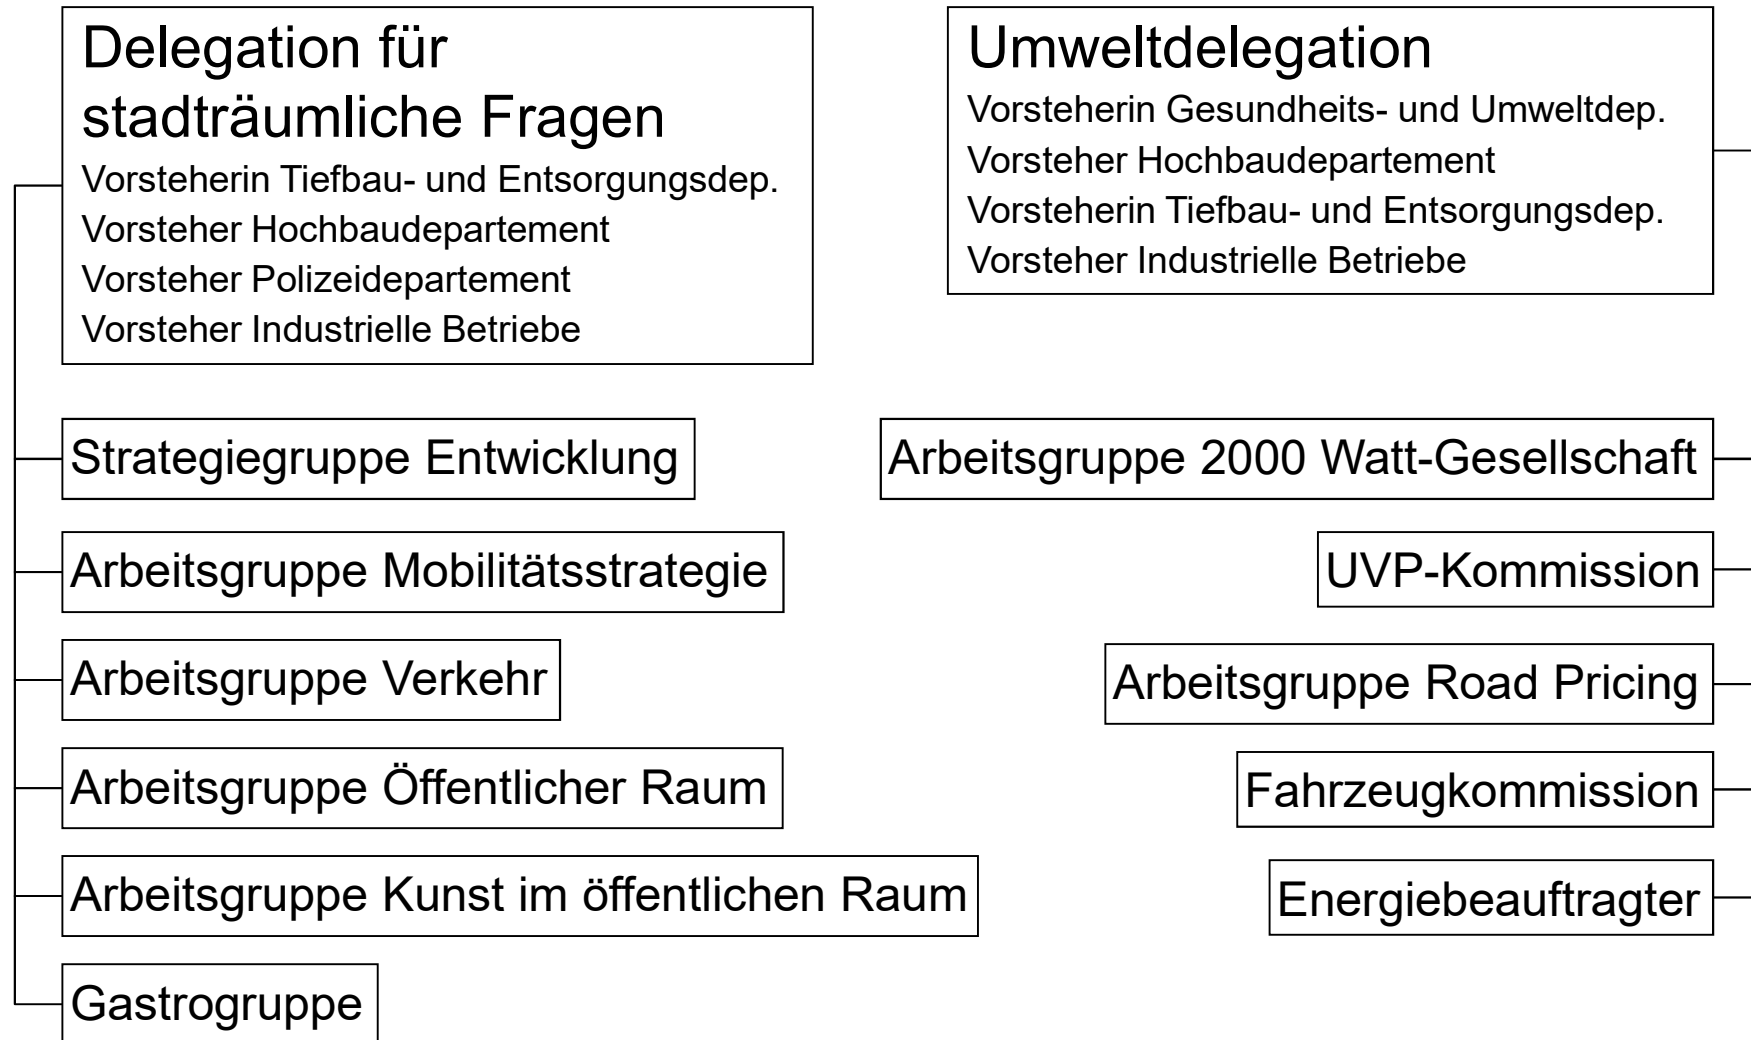 Delegation für
stadträumliche Fragen
Vorsteherin Tiefbau- und Entsorgungsdep.
Vorsteher Hochbaudepartement
Vorsteher Polizeidepartement
Vorsteher Industrielle Betriebe
Strategiegruppe Entwicklung
Arbeitsgruppe Mobilitätsstrategie
Arbeitsgruppe Verkehr
Arbeitsgruppe Öffentlicher Raum
Arbeitsgruppe Kunst im öffentlichen Raum
Gastrogruppe
Umweltdelegation
Vorsteherin Gesundheits- und Umweltdep.
Vorsteher Hochbaudepartement
Vorsteherin Tiefbau- und Entsorgungsdep.
Vorsteher Industrielle Betriebe
Arbeitsgruppe 2000 Watt-Gesellschaft
UVP-Kommission
Arbeitsgruppe Road Pricing
Fahrzeugkommission
Energiebeauftragter